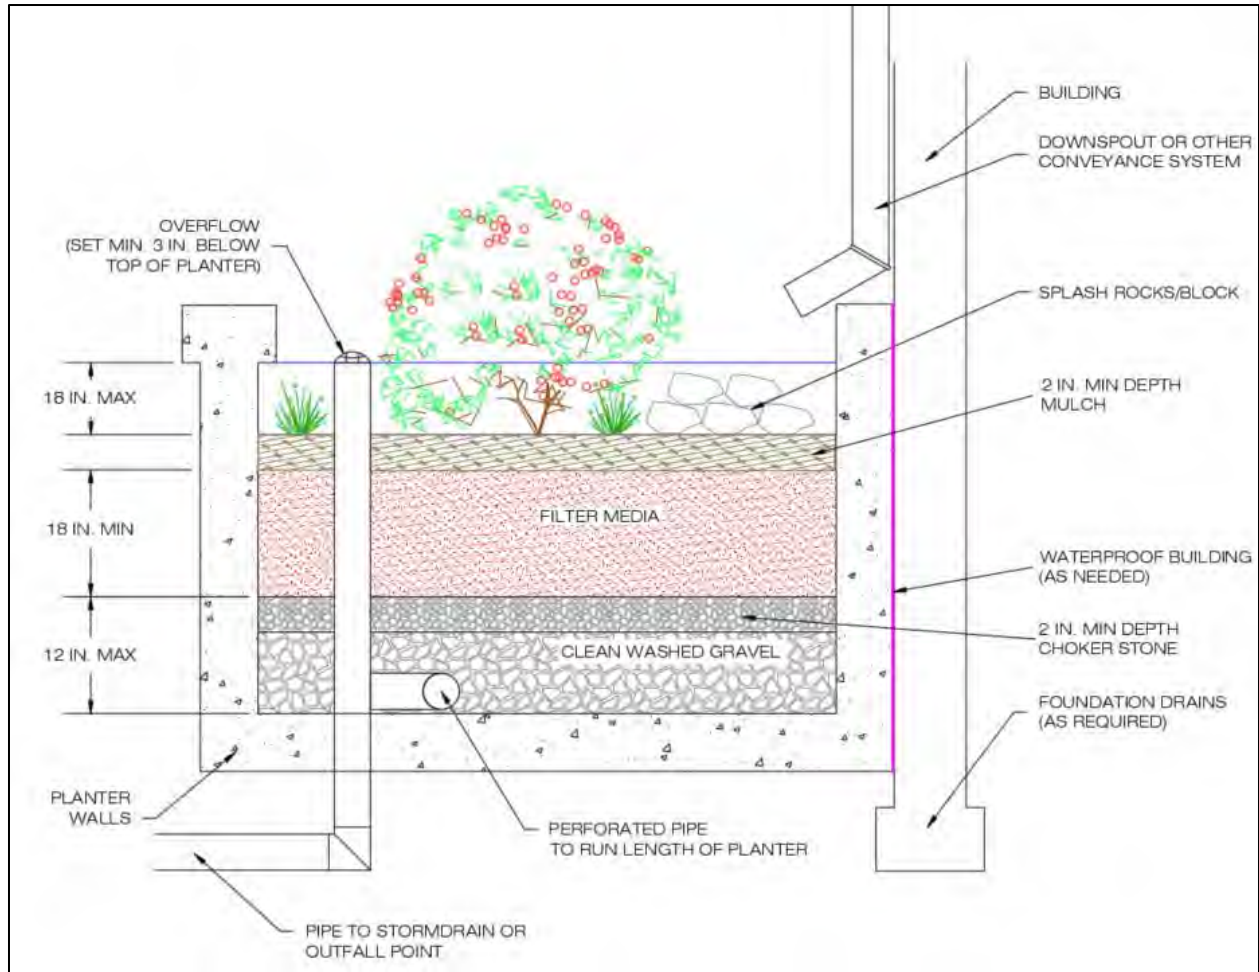 BUILDING
DOWNSPOUT OR OTHER
CONVEYANCE SYSTEM
OVERFLOW
(SET MIN. 3 IN. BELOW
TOP OF PLANTER)
SPLASH ROCKS/BLOCK
18 IN. MAX
2 IN. MIN DEPTH
MULCH
18 IN. MIN
FILTER MEDIA
WATERPROOF BUILDING
(AS NEEDED)
12 IN. MAX
CLEAN WASHED GRAVEL
2 IN. MIN DEPTH
CHOKER STONE
FOUNDATION DRAINS
(AS REQUIRED)
PLANTER
WALLS
PERFORATED PIPE
TO RUN LENGTH OF PLANTER
PIPE TO STORMDRAIN OR
OUTFALL POINT